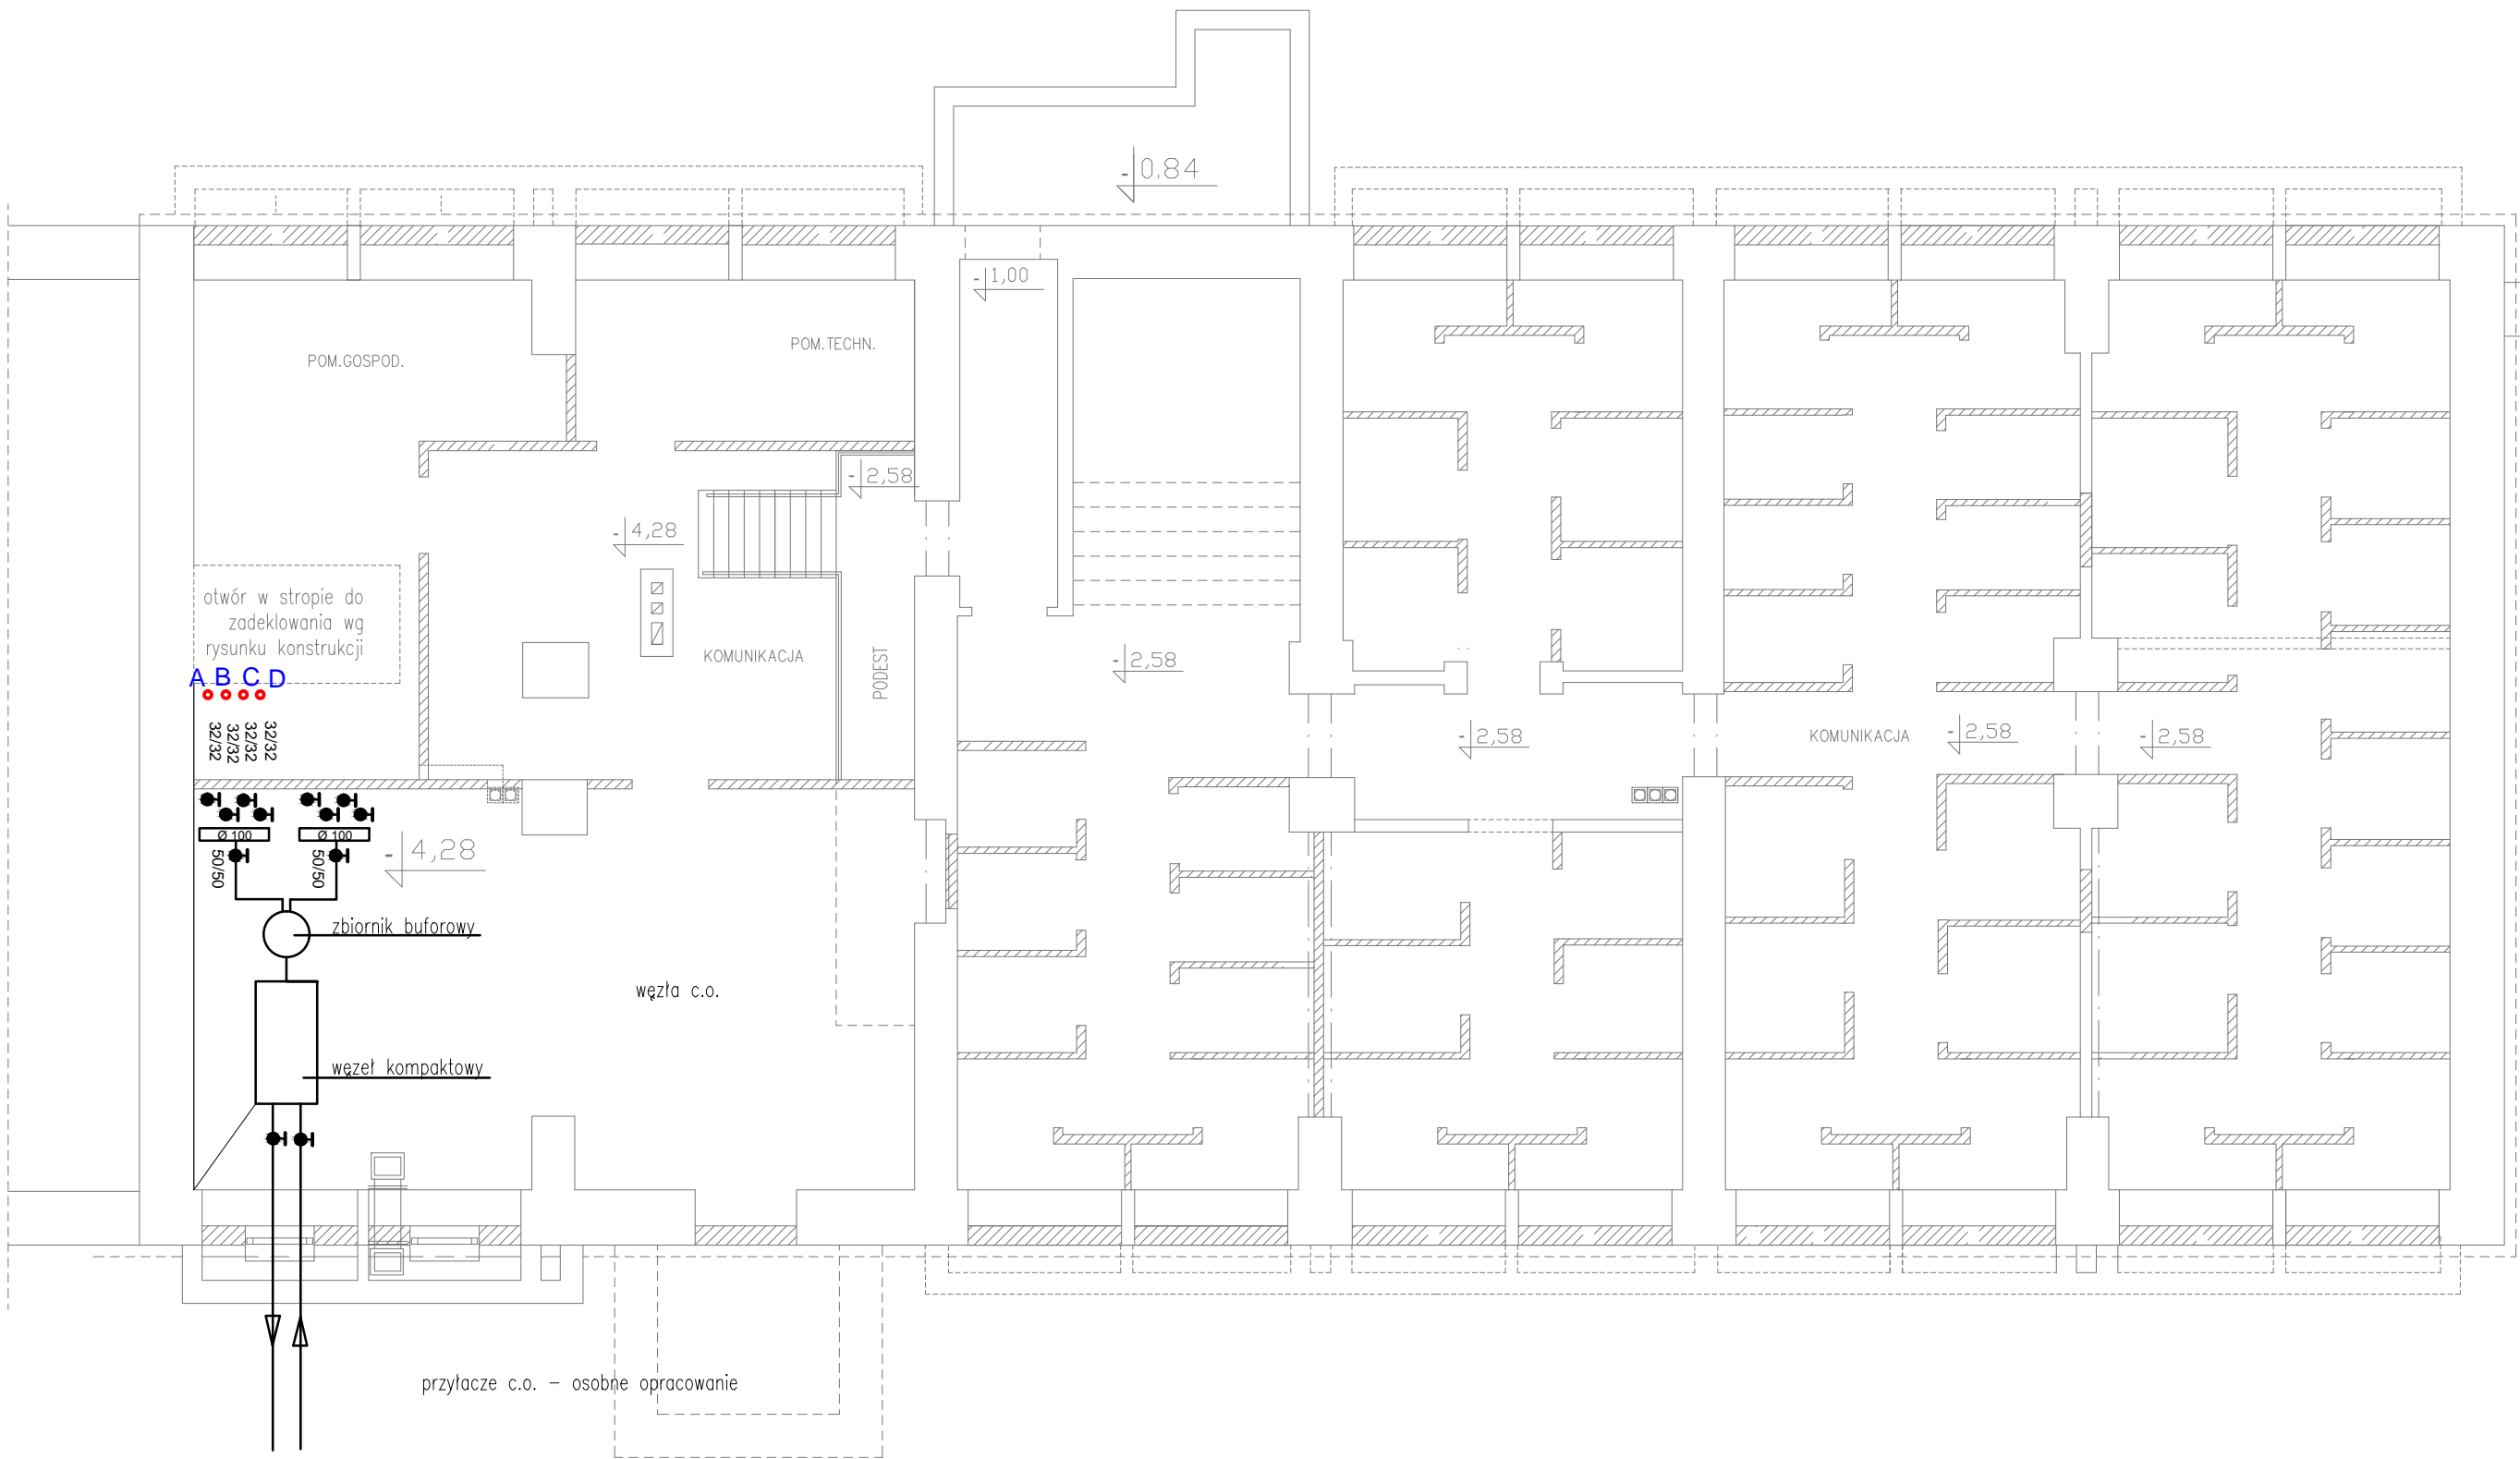 -0.84
-1,00
POM.TECHN.
POM.GOSPOD.
-2,58
-4,28
otwór w stropie do
zadeklowania wg
rysunku konstrukcji
KOMUNIKACJA
PODEST
-2,58
A B C D
32/32
32/32
32/32
32/32
-2,58
KOMUNIKACJA
-2,58
-2,58
Ø 100
Ø 100
50/50
50/50
-4,28
zbiornik buforowy
węzła c.o.
węzeł kompaktowy
przyłacze c.o. – osobne opracowanie